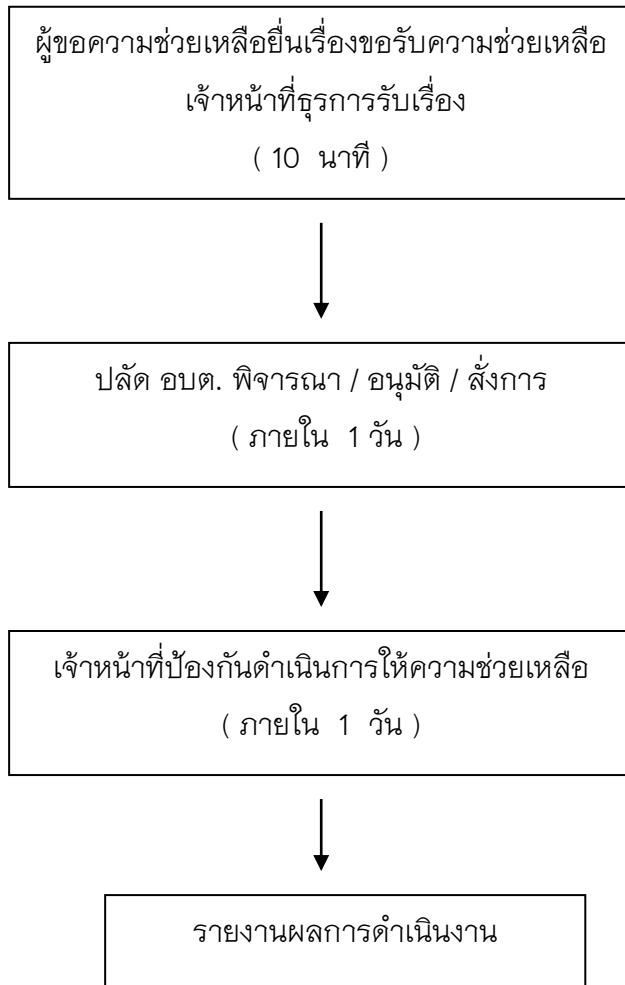 ผู้ขอความช่วยเหลือยื่นเรื่องขอรับความช่วยเหลือ
เจ้าหน้าที่ธุรการรับเรื่อง
( 10 นาที )
ปลัด อบต. พิจารณา / อนุมัติ / สั่งการ
( ภายใน 1 วัน )
เจ้าหน้าที่ป้องกันดำเนินการให้ความช่วยเหลือ
( ภายใน 1 วัน )
รายงานผลการดำเนินงาน